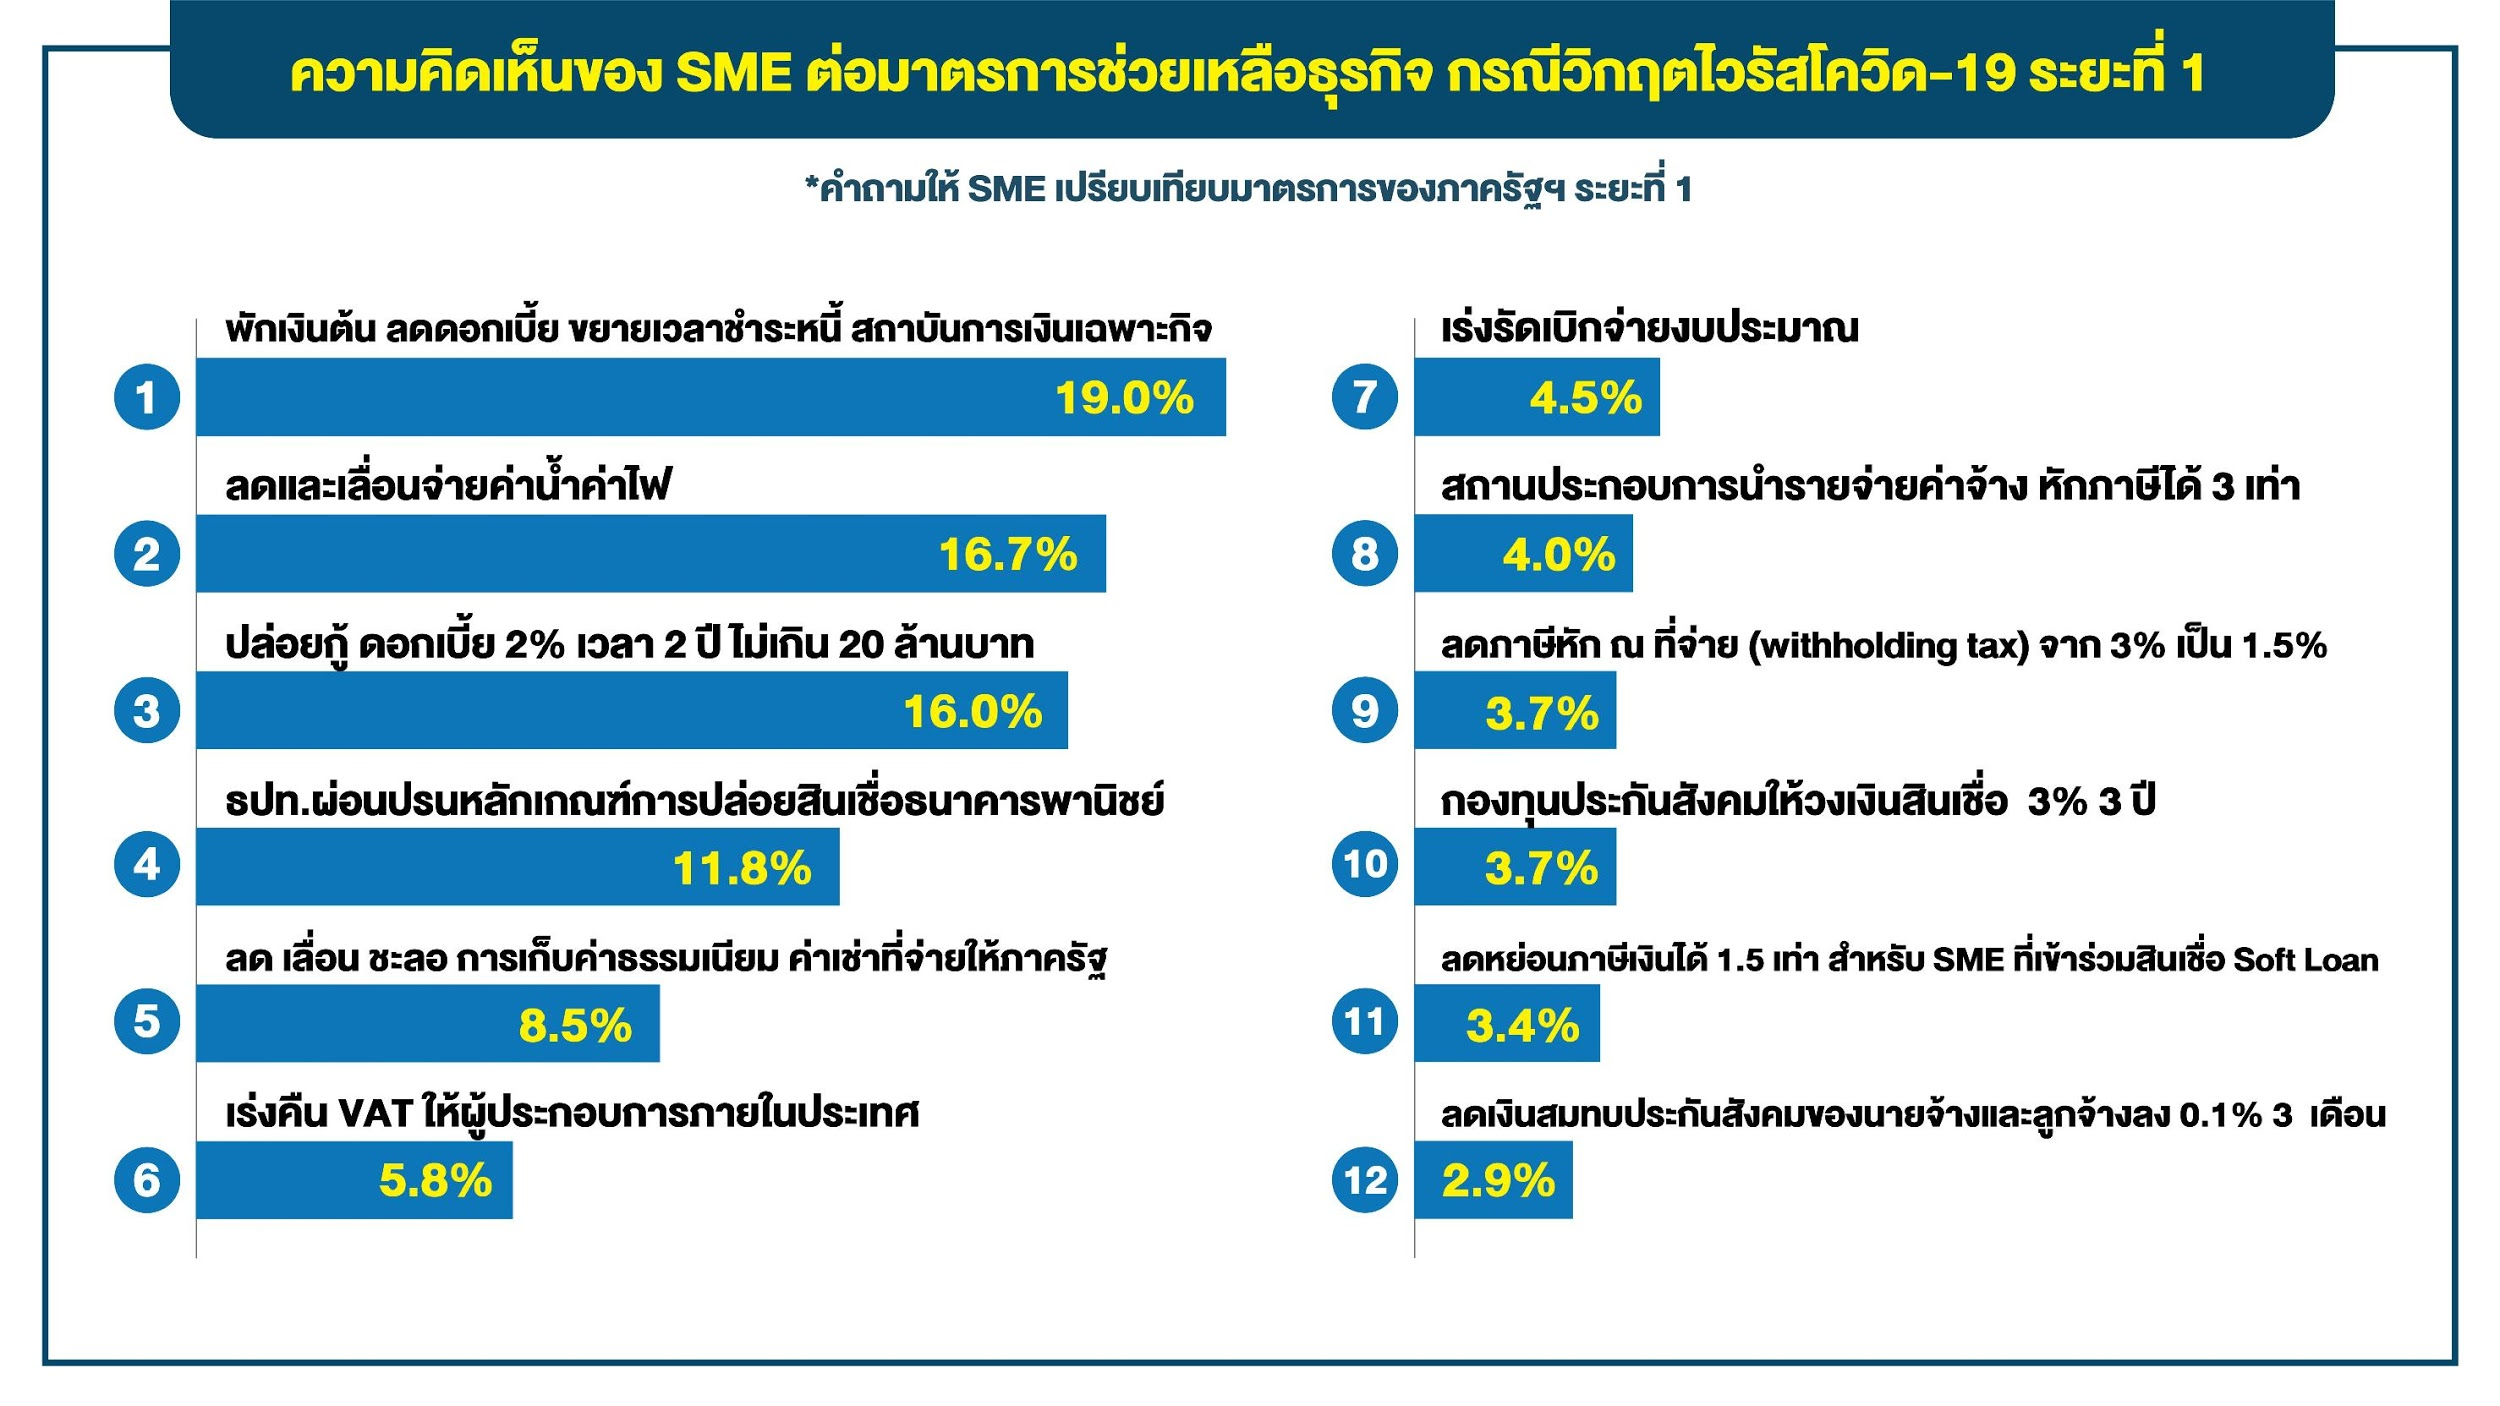 ความคิดเห็นของ SME ต่อมาตรการช่วยเหลือธุรกิจ กรณีวิกฤตไวรัสโควิด-19 ระยะที่ 1
*คำถามให้ SME เปรียบเทียบมาตรการของภาครัฐฯ ระยะที่ 1
พักเงินต้น ลดดอกเบี้ย ขยายเวลาชำระหนี้ สถาบันการเงินเฉพาะกิจ
1 19.0%
ลดและเลื่อนจ่ายค่าน้ำค่าไฟ
2 16.7%
ปล่อยกู้ ดอกเบี้ย 2% เวลา 2 ปี ไม่เกิน 20 ล้านบาท
3 16.0%
ธปท.ผ่อนปรนหลักเกณฑ์การปล่อยสินเชื่อธนาคารพานิชย์
4 11.8%
ลด เลื่อน ชะลอ การเก็บค่าธรรมเนียม ค่าเช่าที่จ่ายให้ภาครัฐ
5 8.5%
เร่งคืน VAT ให้ผู้ประกอบการภายในประเทศ
6 5.8%
เร่งรัดเบิกจ่ายงบประมาณ
7 4.5%
สถานประกอบการนำรายจ่ายค่าจ้าง หักภาษีได้ 3 เท่า
8 4.0%
ลดภาษีหัก ณ ที่จ่าย (withholding tax) จาก 3% เป็น 1.5%
9 3.7%
กองทุนประกันสังคมให้วงเงินสินเชื่อ 3% 3 ปี
10 3.7%
ลดหย่อนภาษีเงินได้ 1.5 เท่า สำหรับ SME ที่เข้าร่วมสินเชื่อ Soft Loan
11 3.4%
ลดเงินสมทบประกันสังคมของนายจ้างและลูกจ้างลง 0.1% 3 เดือน
12 2.9%